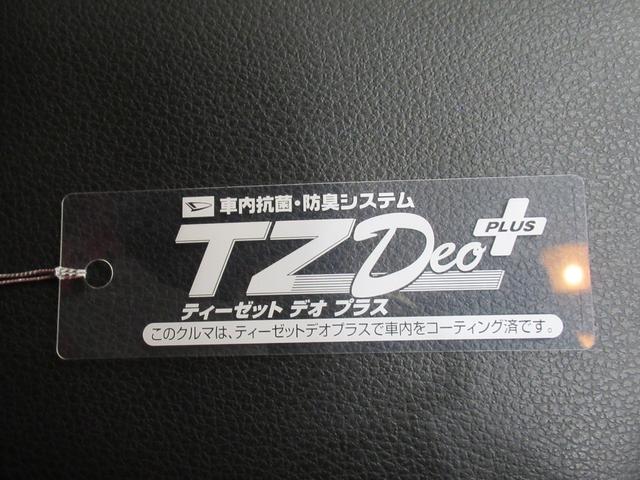 車内抗菌・防臭システム
TZDeo PLUS
ティーゼット デオ プラス
このクルマは、ティーゼットデオプラスで車内をコーティング済です。